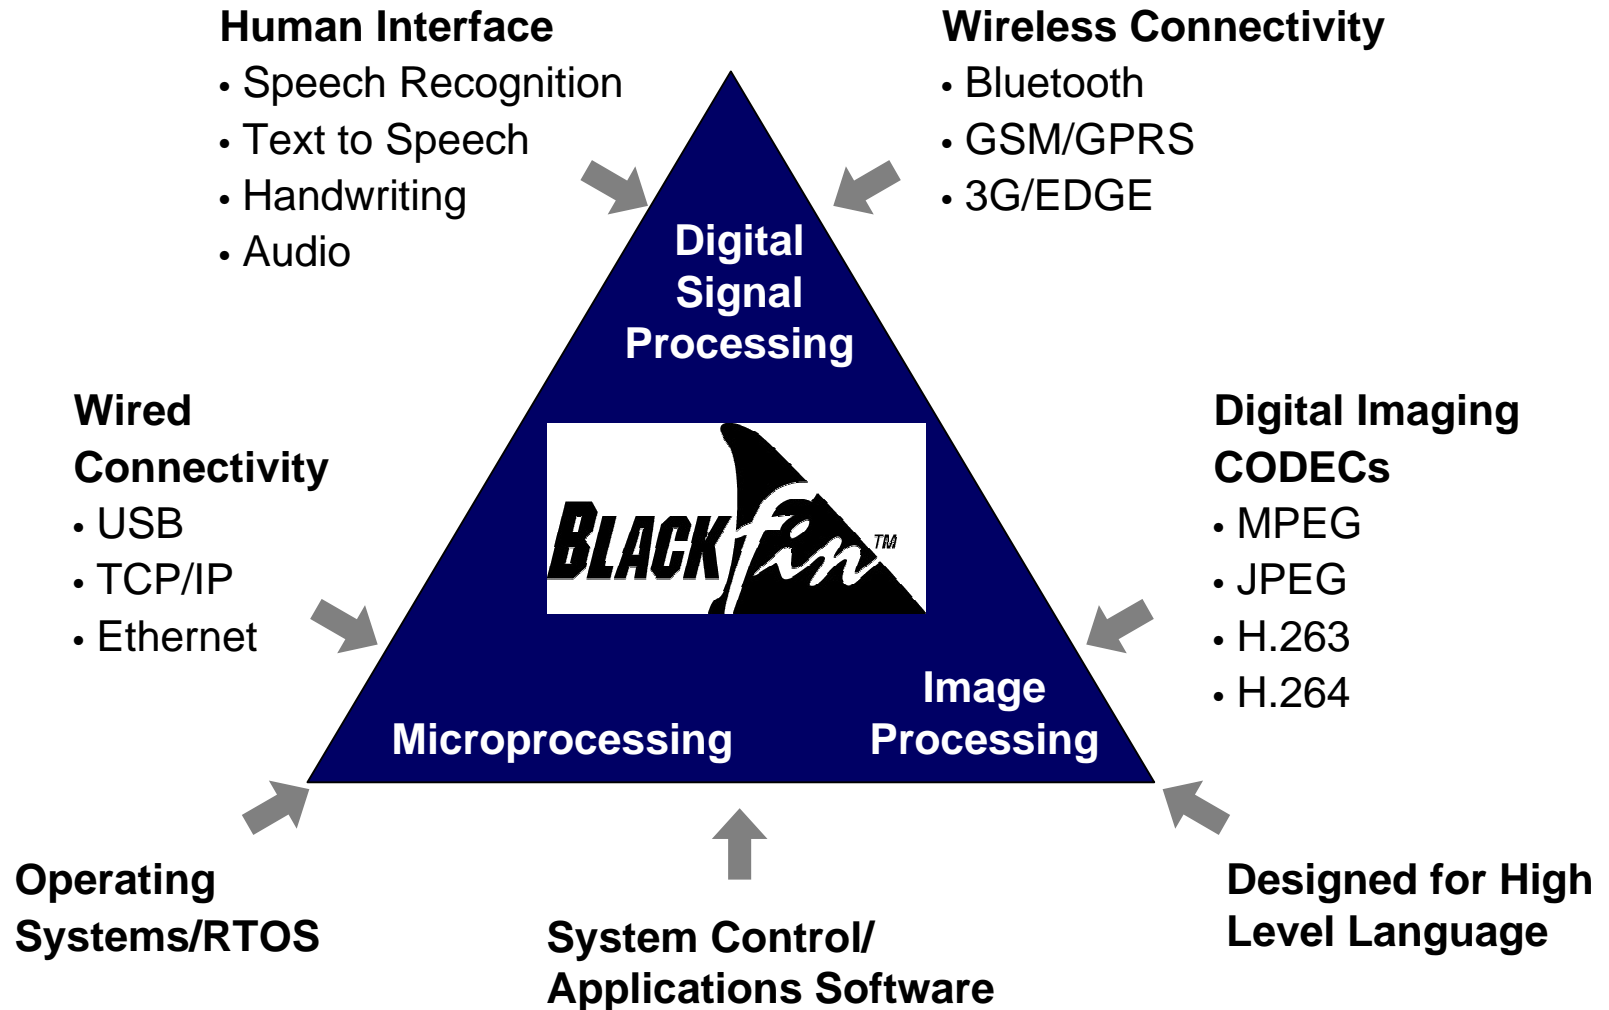 Human Interface
• Speech Recognition
• Text to Speech
• Handwriting
• Audio
Wireless Connectivity
• Bluetooth
• GSM/GPRS
• 3G/EDGE
Digital
Signal
Processing
Wired
Connectivity
• USB
• TCP/IP
• Ethernet
BLACKfin™
Digital Imaging
CODECs
• MPEG
• JPEG
• H.263
• H.264
Microprocessing
Image
Processing
Operating
Systems/RTOS
System Control/
Applications Software
Designed for High
Level Language